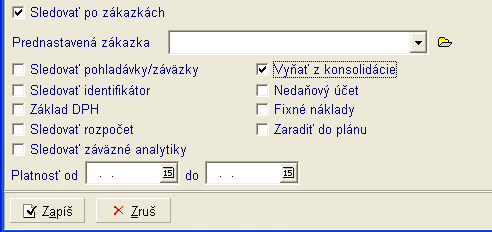 Sledovať po zákazkách
Prednastavená zákazka
Sledovať pohladávky/záväzky Vyňať z konsolidácie
Sledovať identifikátor Nedaňový účet
Základ DPH Fixné náklady
Sledovať rozpočet Zaradiť do plánu
Sledovať záväzné analytiky
Platnosť od . . 15 do . . 15
Zapíš Zruš